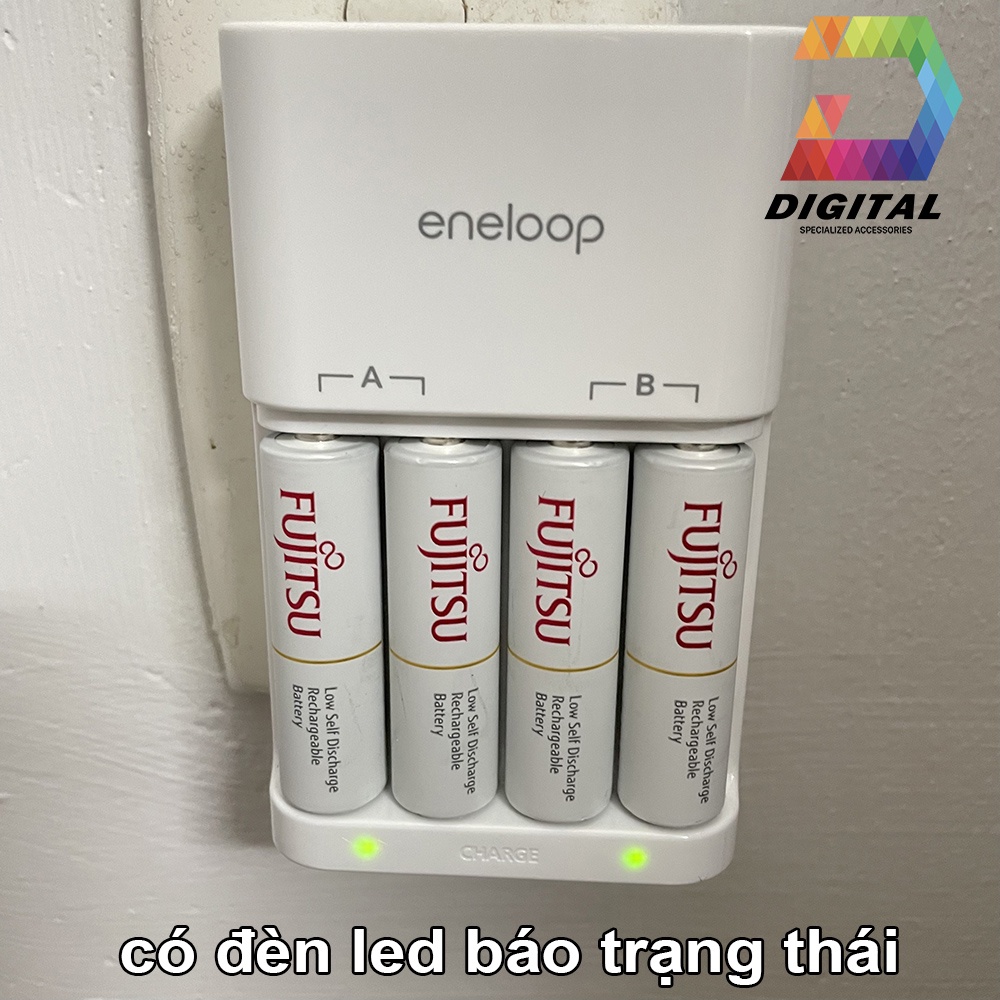 DIGITAL
SPECIALIZED ACCESSORIES
eneloop
A
B
FUJITSU
Low Self Discharge
Rechargeable
Battery
FUJITSU
Low Self Discharge
Rechargeable
Battery
FUJITSU
Low Self Discharge
Rechargeable
Battery
FUJITSU
Low Self Discharge
Rechargeable
Battery
CHARGE
có đèn led báo trạng thái